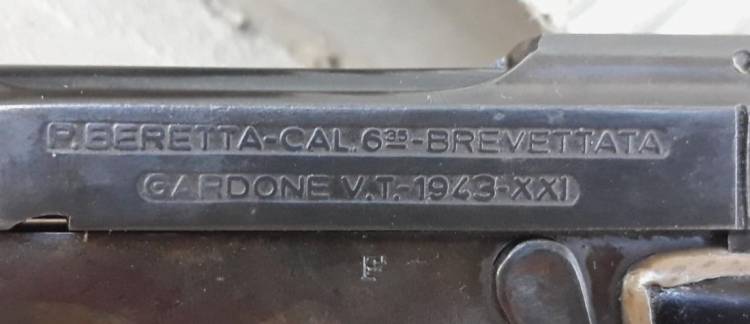 P. BERETTA-CAL. 6³⁵-BREVETTATA
GARDONE V.T.-1943-XXI
F